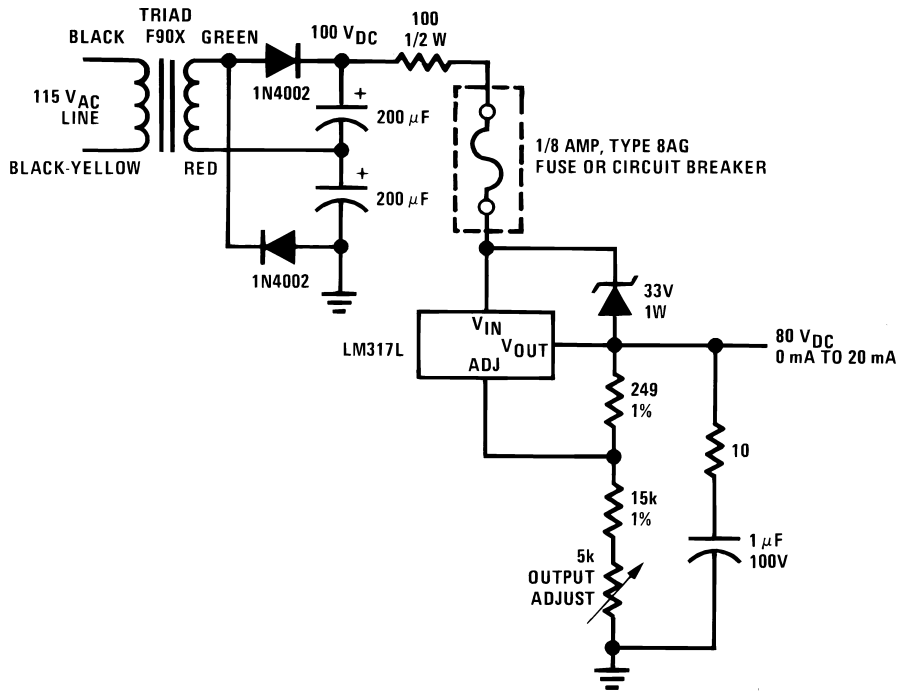 TRIAD
F90X
BLACK
GREEN
100 VDC
100
1/2 W
1N4002
+
200 μF
115 VAC
LINE
BLACK-YELLOW
RED
+
200 μF
1N4002
1/8 AMP, TYPE 8AG
FUSE OR CIRCUIT BREAKER
33V
1W
LM317L
VIN
VOUT
ADJ
80 VDC
0 mA TO 20 mA
249
1%
10
15k
1%
1 μF
100V
5k
OUTPUT
ADJUST